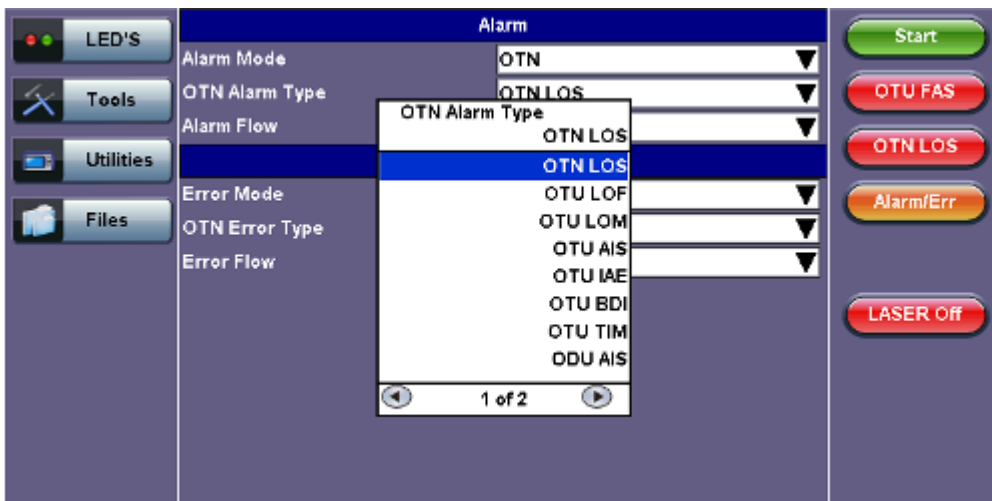 LED'S
Tools
Utilities
Files
Alarm
Alarm Mode OTN
OTN Alarm Type OTN LOS
Alarm Flow
Error Mode
OTN Error Type
Error Flow
OTN Alarm Type
OTN LOS
OTN LOS
OTU LOF
OTU LOM
OTU AIS
OTU IAE
OTU BDI
OTU TIM
ODU AIS
1 of 2
Start
OTU FAS
OTN LOS
Alarm/Err
LASER Off